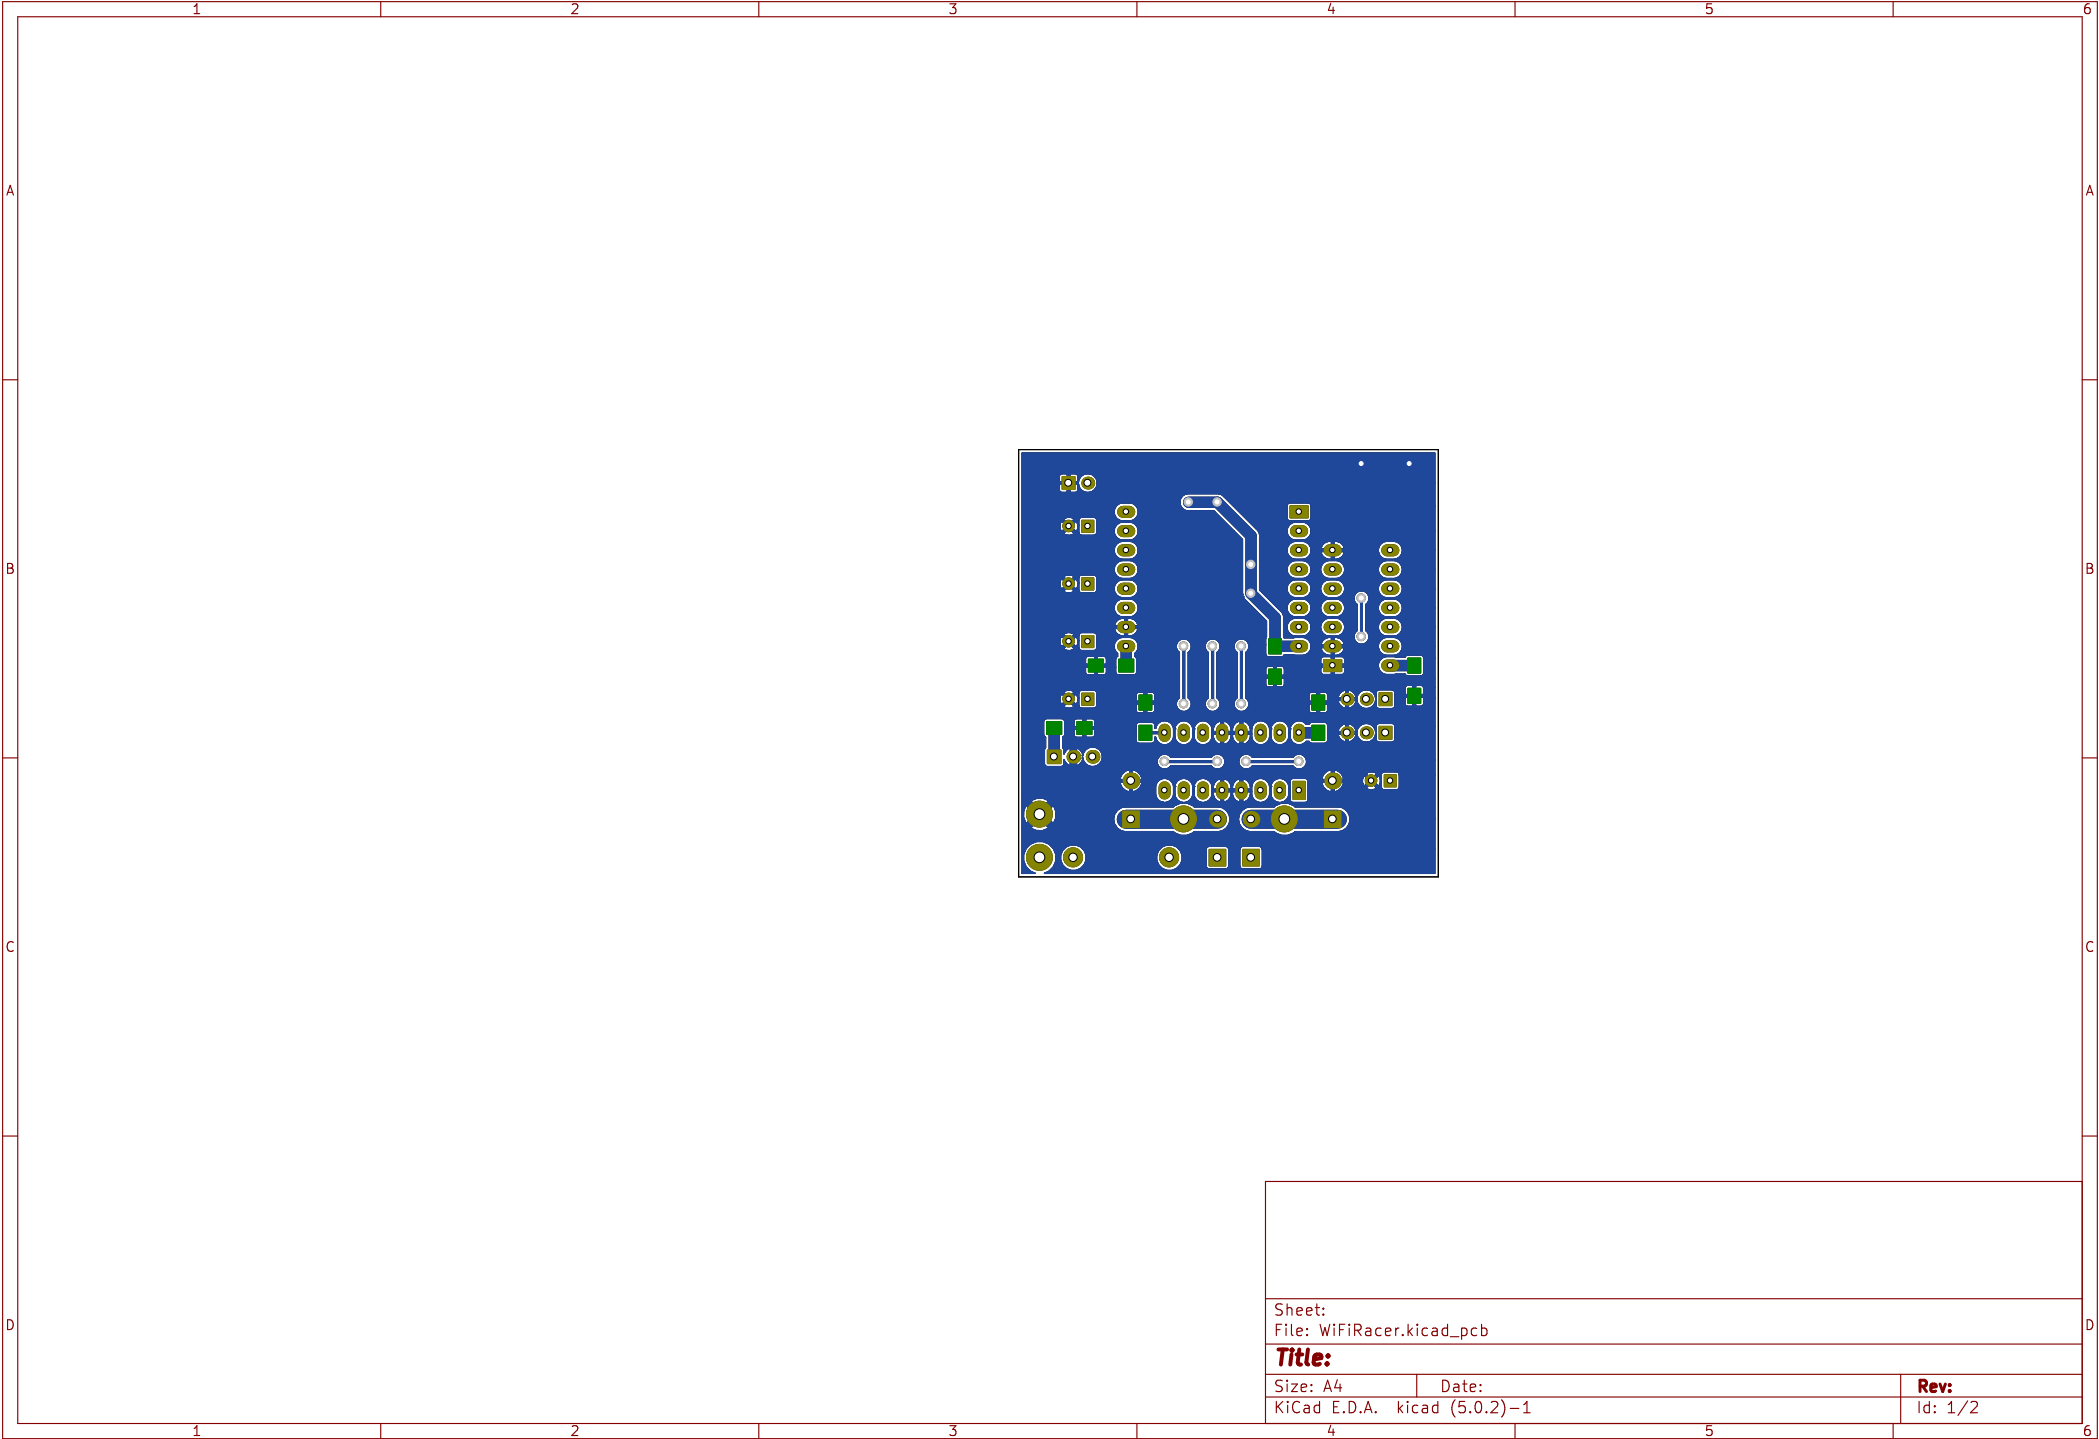 1 2 3 4 5 6
A A
B B
C C
Sheet:
File: WiFiRacer.kicad_pcb
D D
Title:
Size: A4 Date: Rev:
KiCad E.D.A. kicad (5.0.2)-1 Id: 1/2
1 2 3 4 5 6